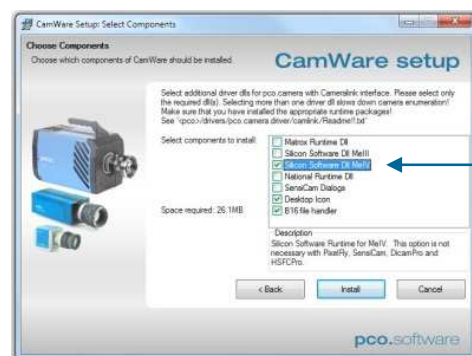 CamWare Setup: Select Components
Choose Components
Choose which components of CamWare should be installed.
CamWare setup
Select additional driver dlls for pco.camera with Cameralink interface. Please select only
the required dll(s). Selecting more than one driver dll slows down camera enumeration!
Make sure that you have installed the appropriate runtime packages!
See '<pco>/drivers/pco camera driver/camlink/Readme!!.txt'
Select components to install:
Matrox Runtime Dll
Silicon Software Dll MeIII
Silicon Software Dll MeIV
National Runtime Dll
SensiCam Dialogs
Desktop Icon
B16 file handler
Space required: 26.1MB
Description
Silicon Software Runtime for MeIV. This option is not
necessary with PixelFly, SensiCam, DicamPro and
HSFCPro.
< Back
Install
Cancel
pco.software